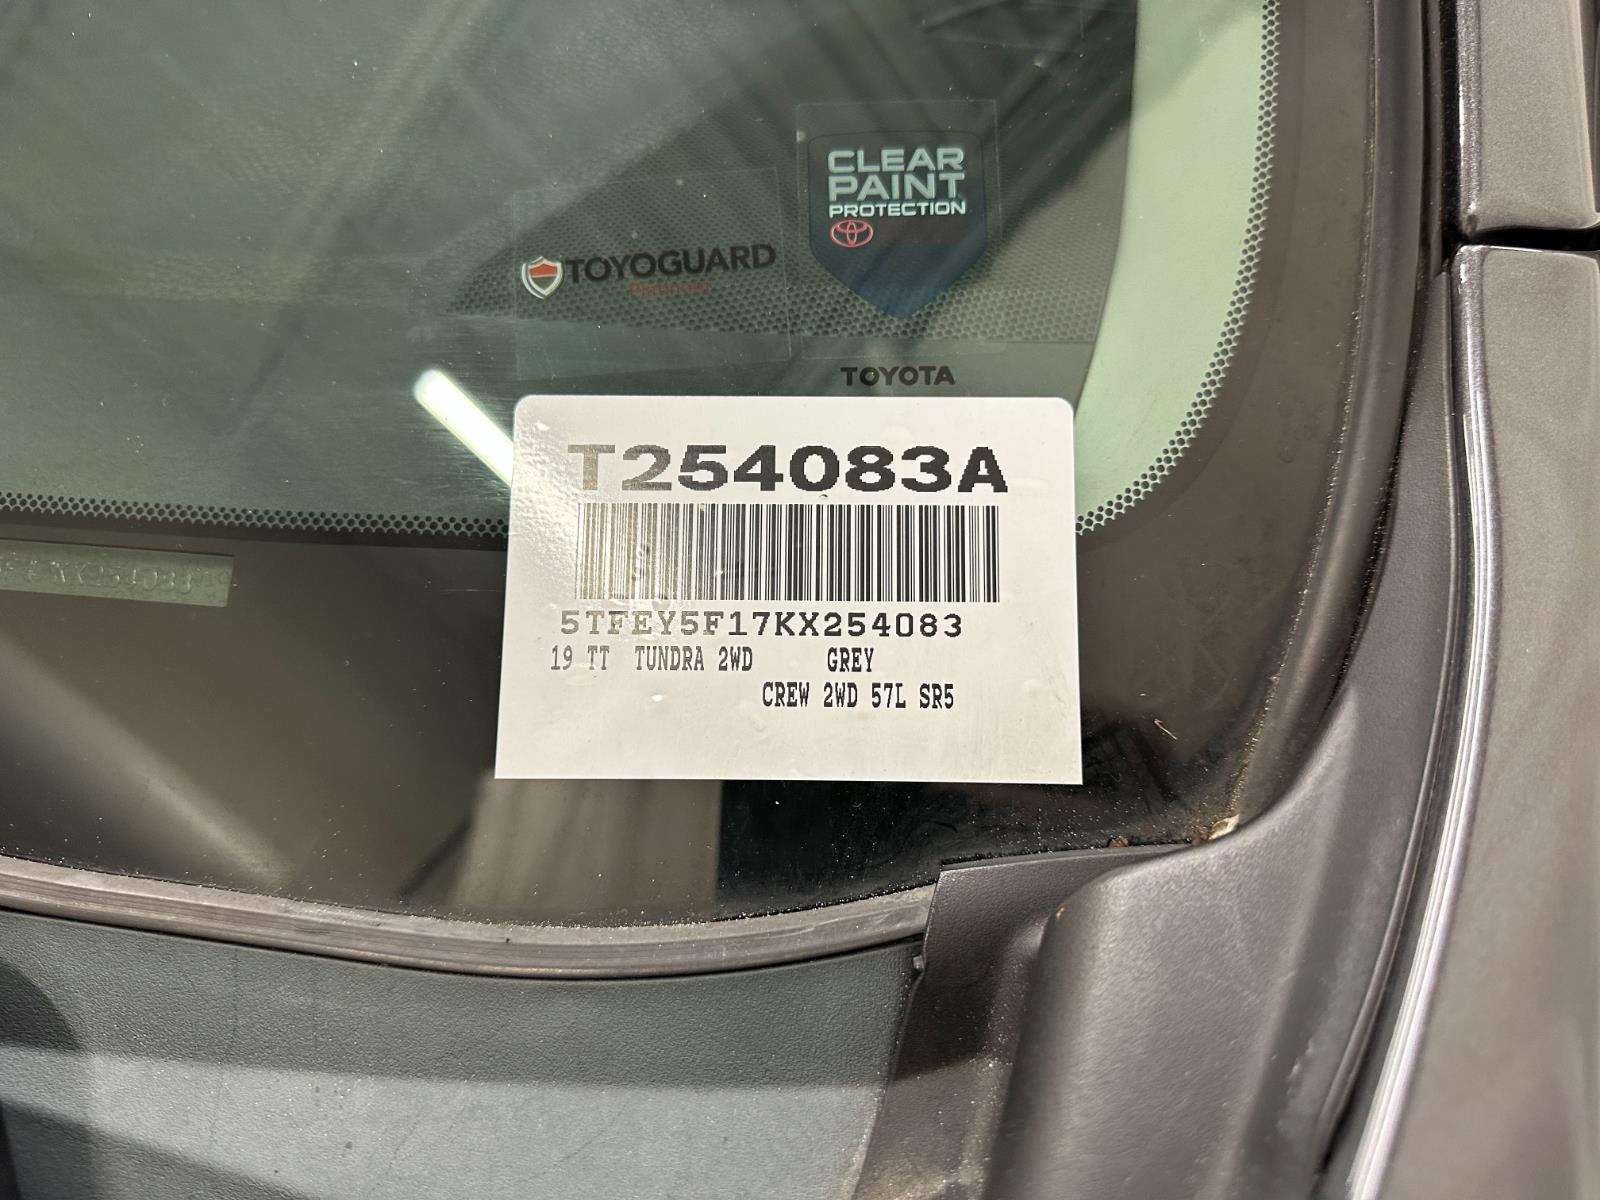 CLEAR
PAINT
PROTECTION
TOYOGUARD
TOYOTA
T254083A
5TFEY5F17KX254083
19 TT TUNDRA 2WD GREY
CREW 2WD 57L SR5